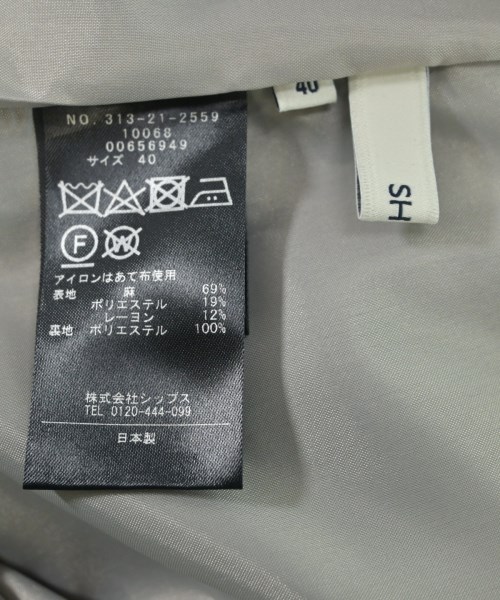 NO. 313-21-2559
10068
00656949
サイズ 40
F
W
アイロンはあて布使用
表地 麻 69%
ポリエステル 19%
レーヨン 12%
裏地 ポリエステル 100%
株式会社シップス
TEL 0120-444-099
日本製
40
SH